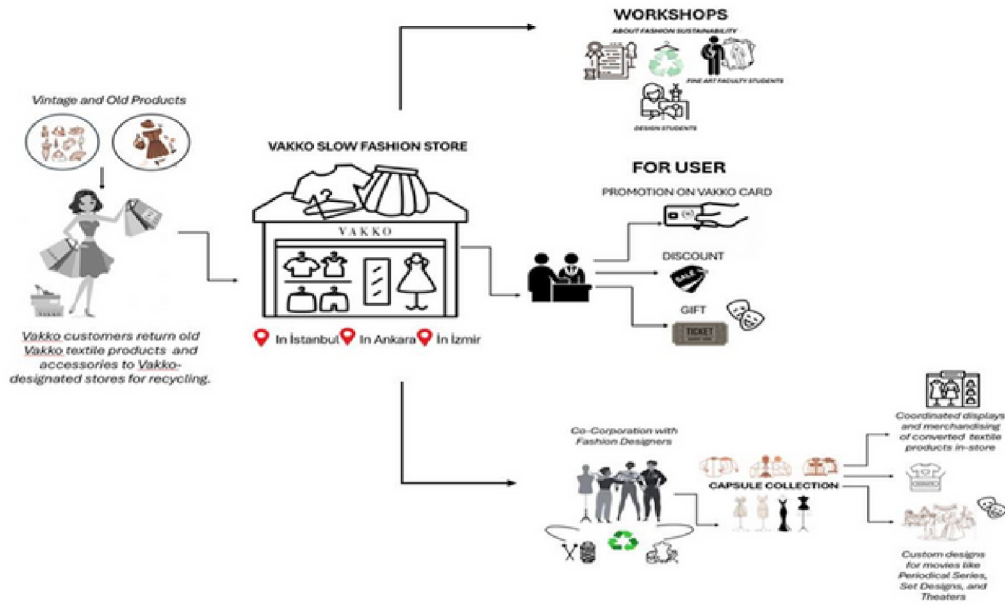 Vintage and Old Products
Vakko customers return old
Vakko textile products and
accessories to Vakko-
designated stores for recycling.
VAKKO SLOW FASHION STORE
VAKKO
In İstanbul
In Ankara
İn İzmir
WORKSHOPS
ABOUT FASHION SUSTAINABILITY
FINE ART FACULTY STUDENTS
DESIGN STUDENTS
FOR USER
PROMOTION ON VAKKO CARD
DISCOUNT
SALE
GIFT
TICKET
Co-Corporation with
Fashion Designers
CAPSULE COLLECTION
Coordinated displays
and merchandising
of converted textile
products in-store
Custom designs
for movies like
Periodical Series,
Set Designs, and
Theaters